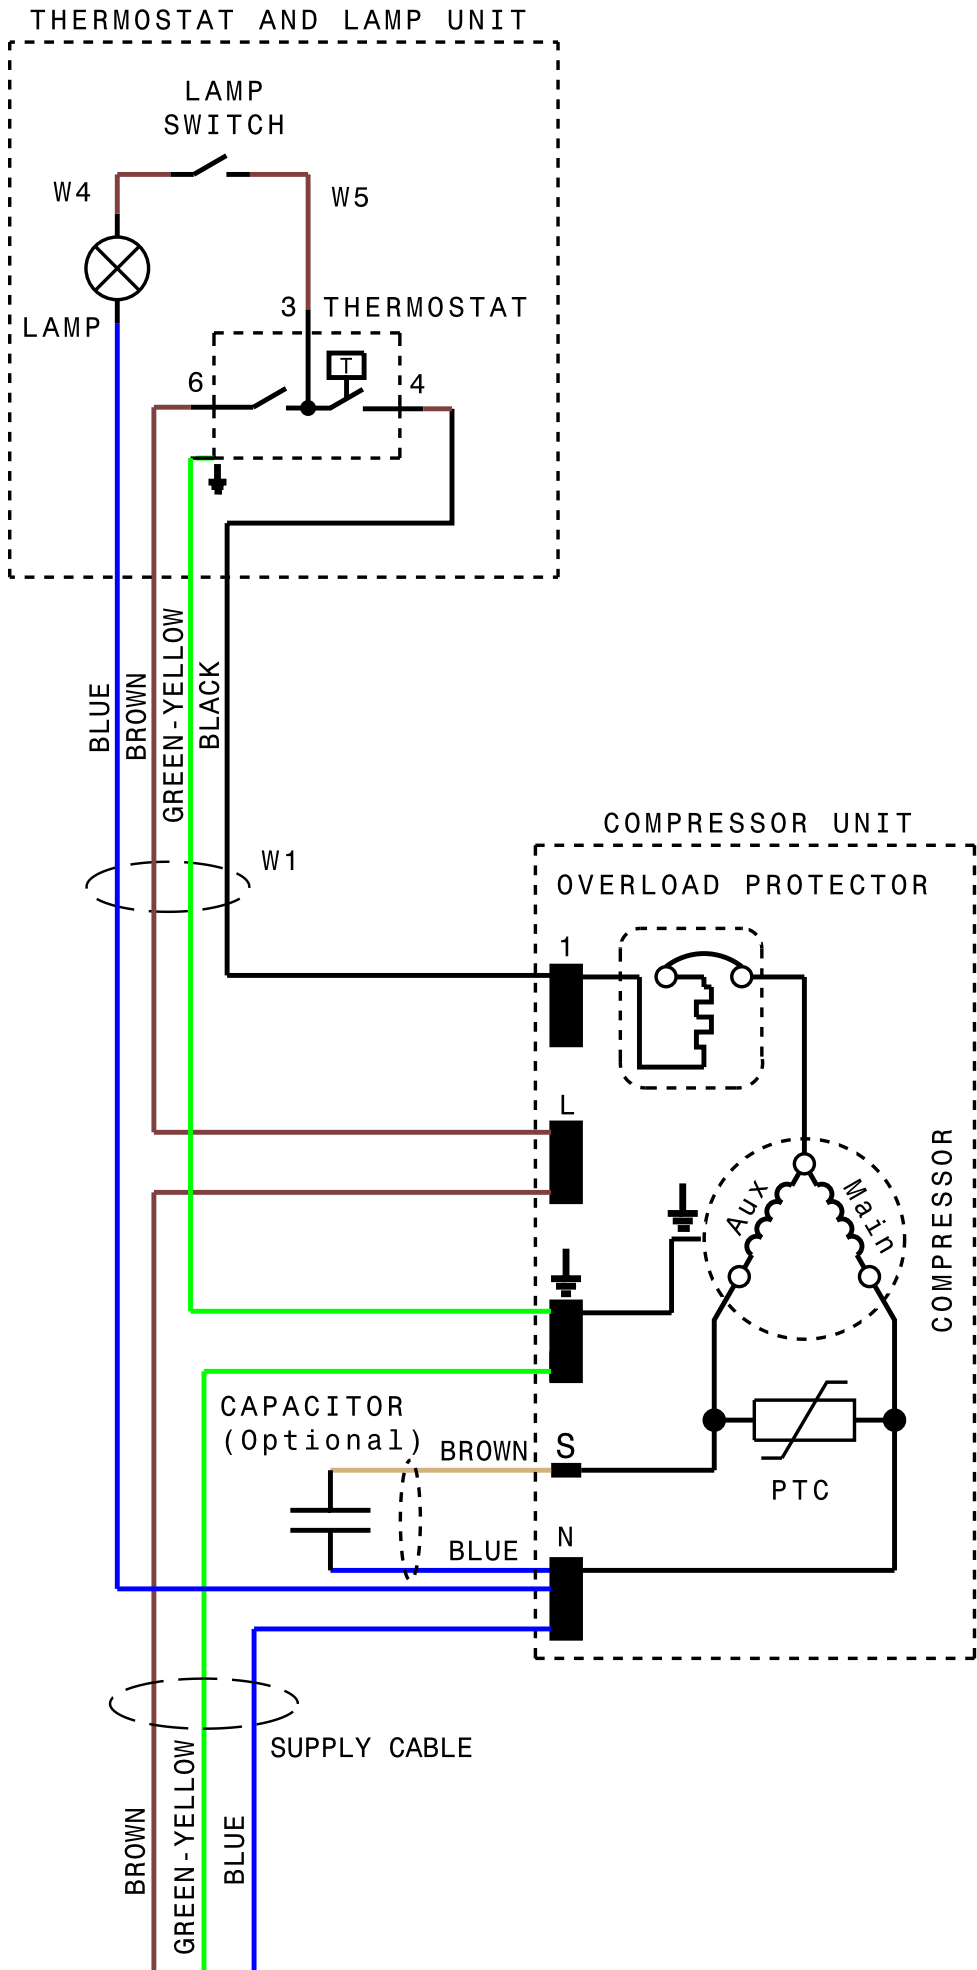 THERMOSTAT AND LAMP UNIT
LAMP
SWITCH
W4
W5
LAMP
3
THERMOSTAT
T
6
4
BLUE
BROWN
GREEN-YELLOW
BLACK
W1
COMPRESSOR UNIT
OVERLOAD PROTECTOR
1
L
Aux
Main
COMPRESSOR
CAPACITOR
(Optional)
BROWN
S
PTC
BLUE
N
SUPPLY CABLE
BROWN
GREEN-YELLOW
BLUE